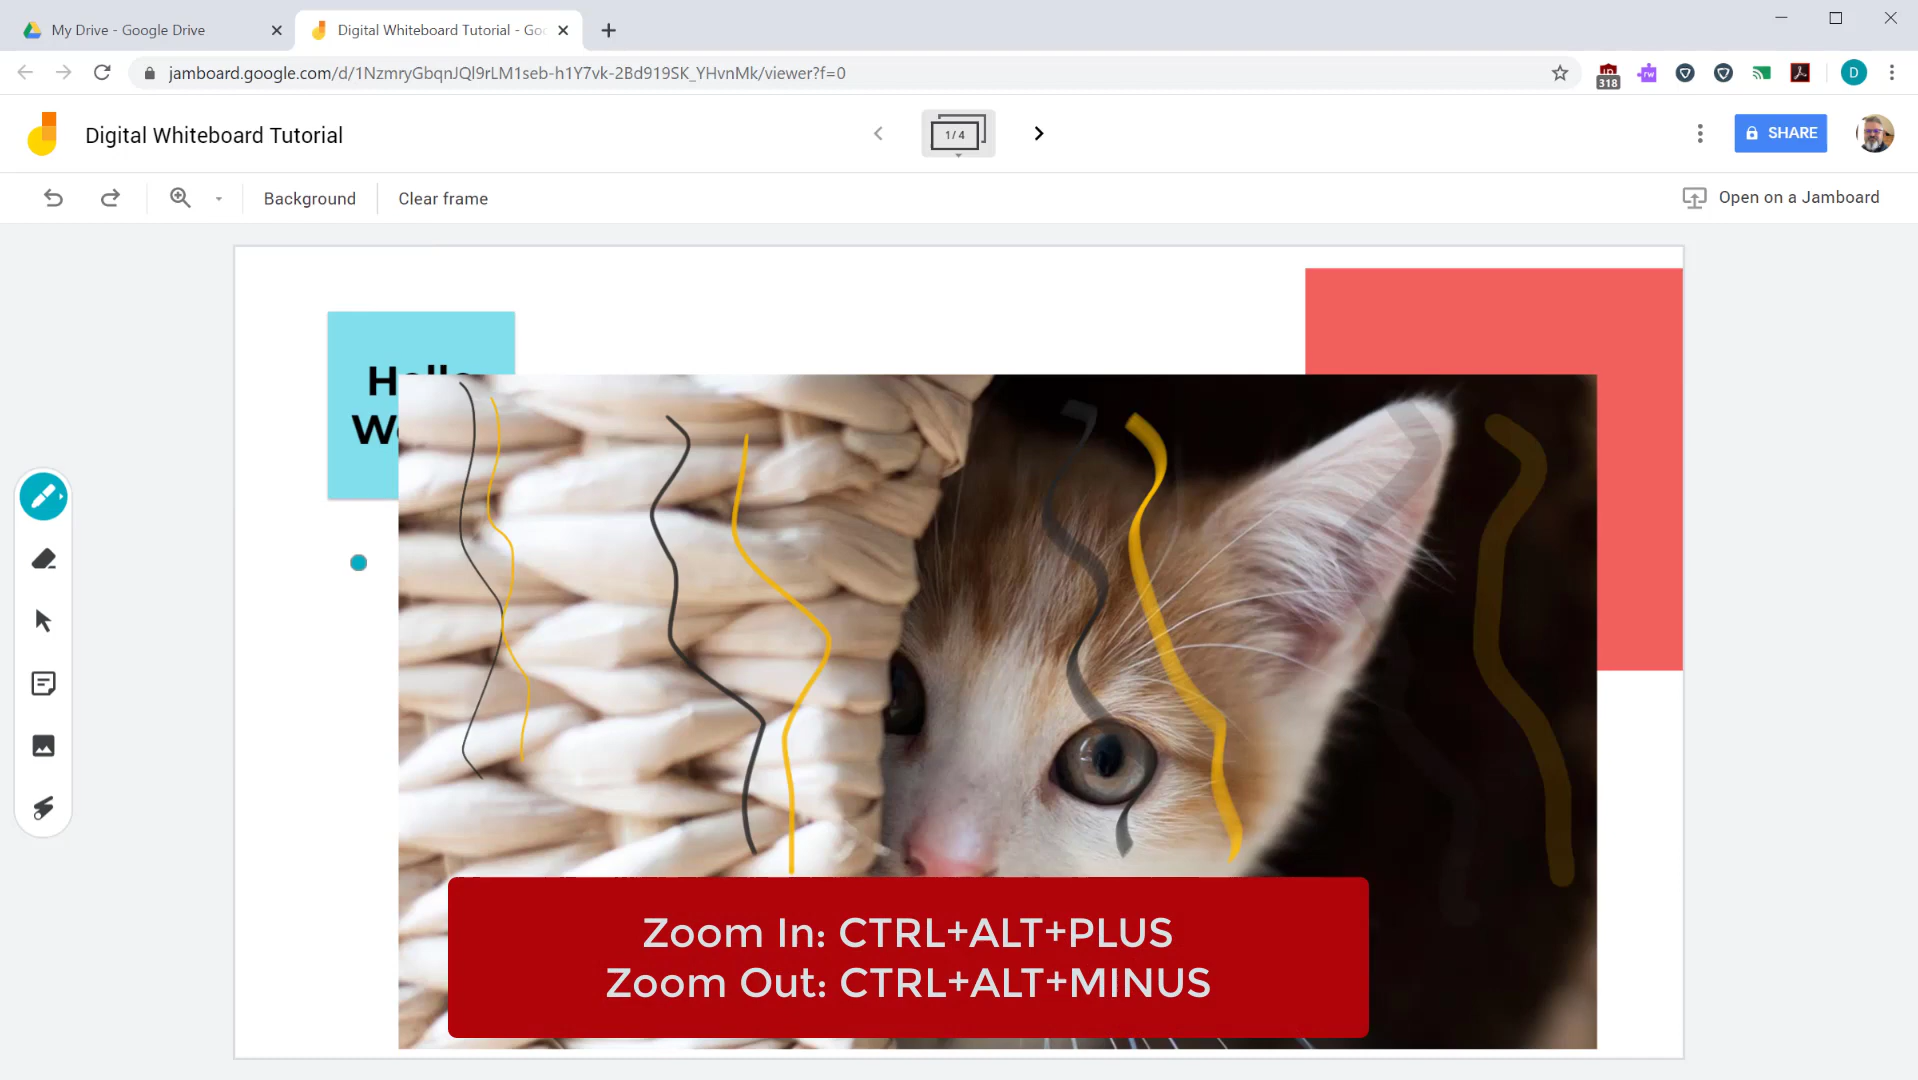 My Drive - Google Drive
Digital Whiteboard Tutorial - Go
jamboard.google.com/d/1NzmryGbqnJQl9rLM1seb-h1Y7vk-2Bd919SK_YHvnMk/viewer?f=0
318
D
Digital Whiteboard Tutorial
1/4
SHARE
Background
Clear frame
Open on a Jamboard
Zoom In: CTRL+ALT+PLUS
Zoom Out: CTRL+ALT+MINUS